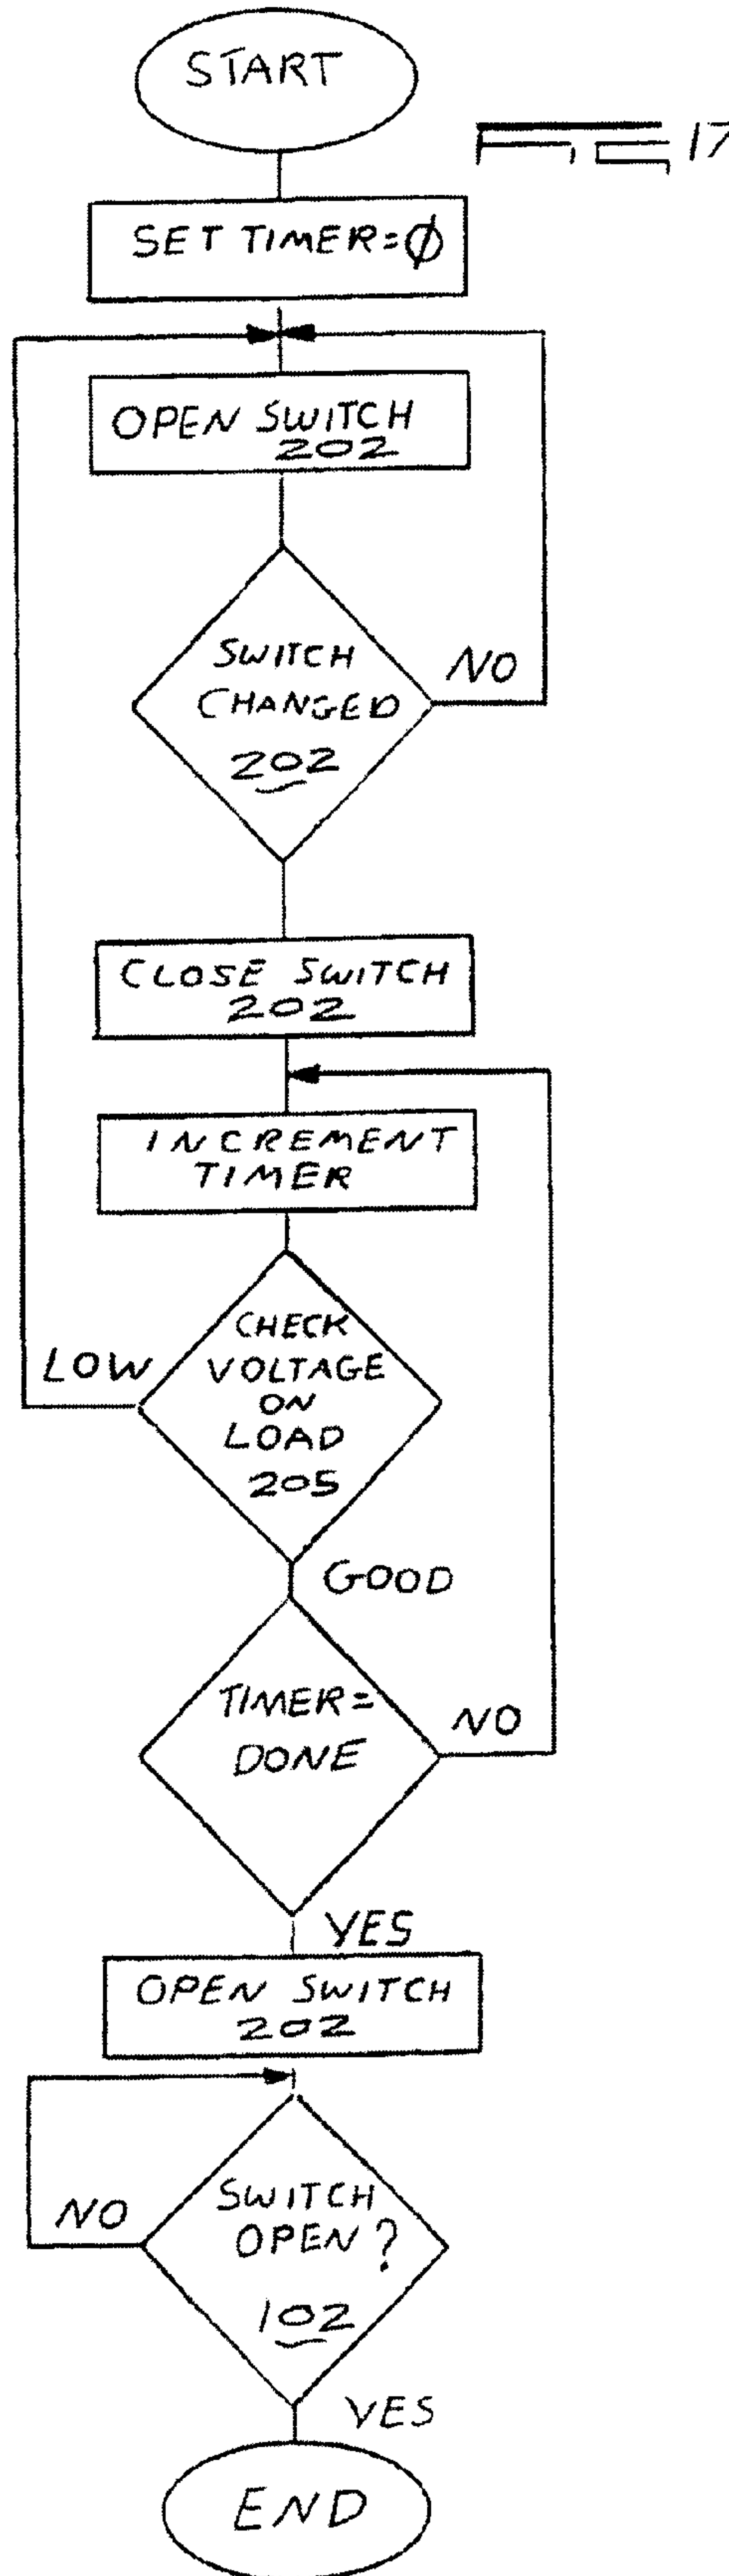 START
FIG 17
SET TIMER=Ø
OPEN SWITCH
202
SWITCH
CHANGED
202
NO
CLOSE SWITCH
202
INCREMENT
TIMER
CHECK
VOLTAGE
ON
LOAD
205
LOW
GOOD
TIMER=
DONE
NO
YES
OPEN SWITCH
202
SWITCH
OPEN?
102
NO
YES
END